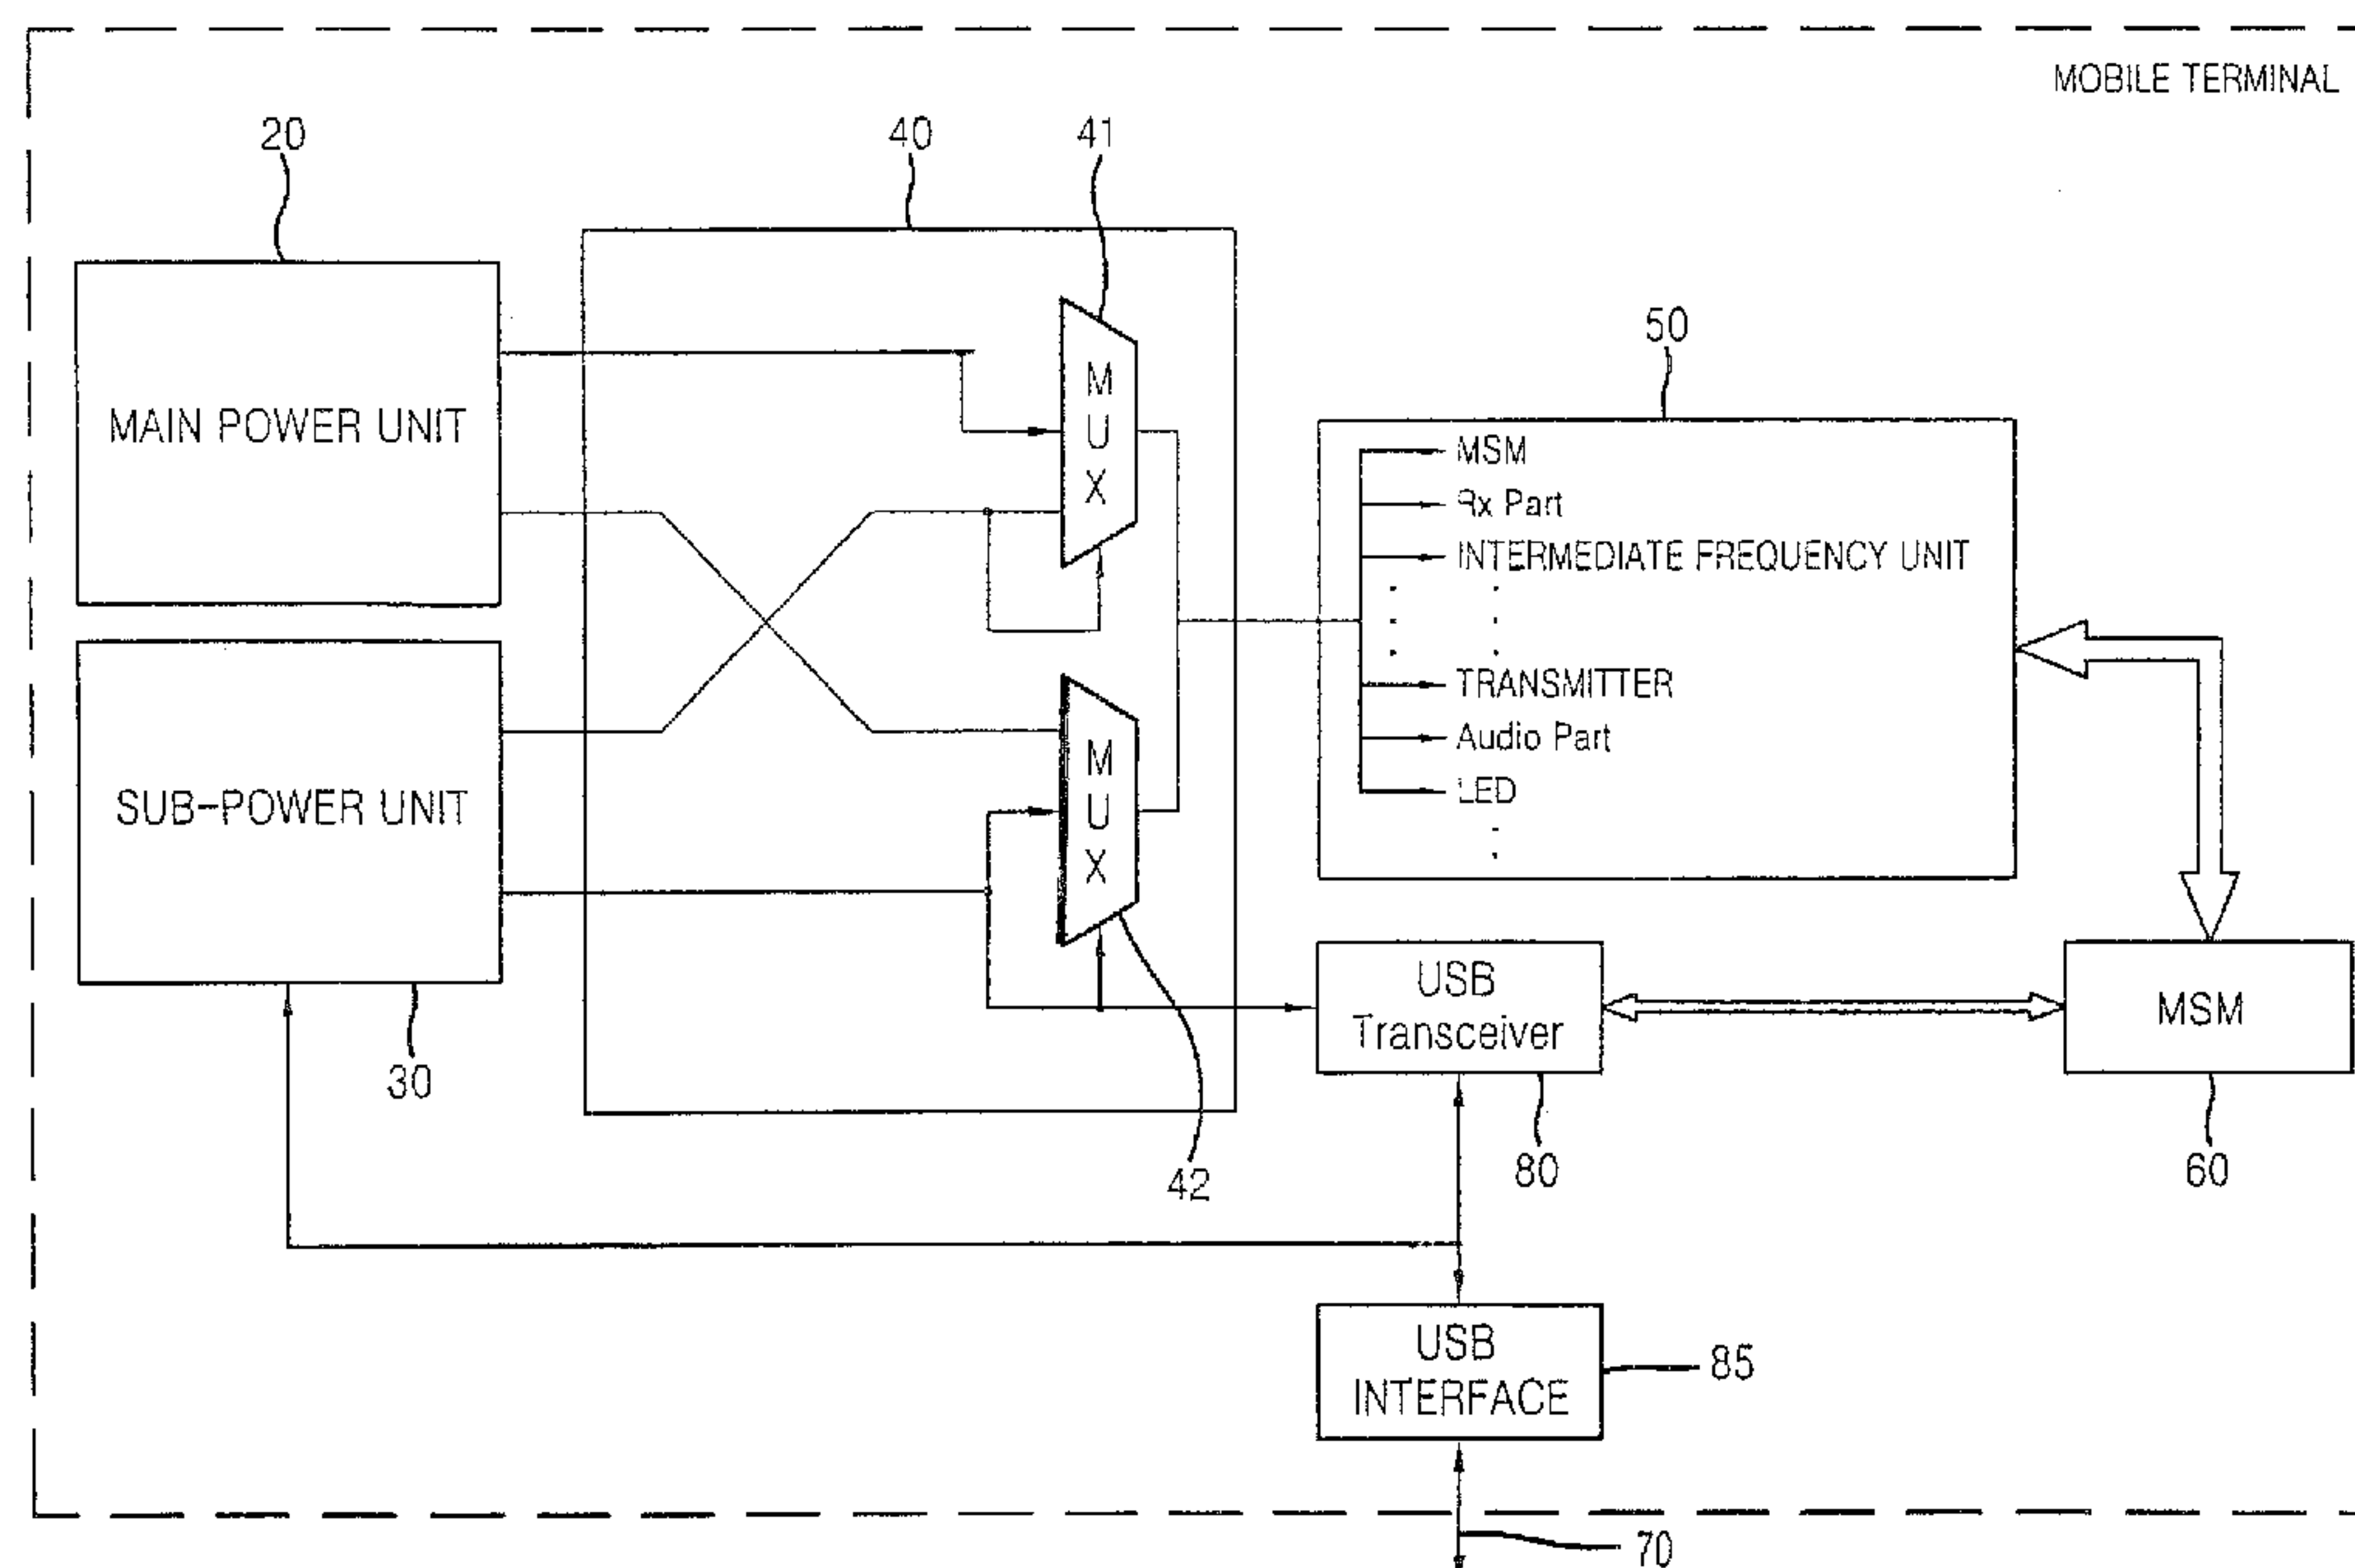 MOBILE TERMINAL
20
40
41
50
MAIN POWER UNIT
M
U
X
MSM
Rx Part
INTERMEDIATE FREQUENCY UNIT
TRANSMITTER
Audio Part
LED
SUB-POWER UNIT
M
U
X
30
42
USB
Transceiver
80
MSM
60
USB
INTERFACE
85
70